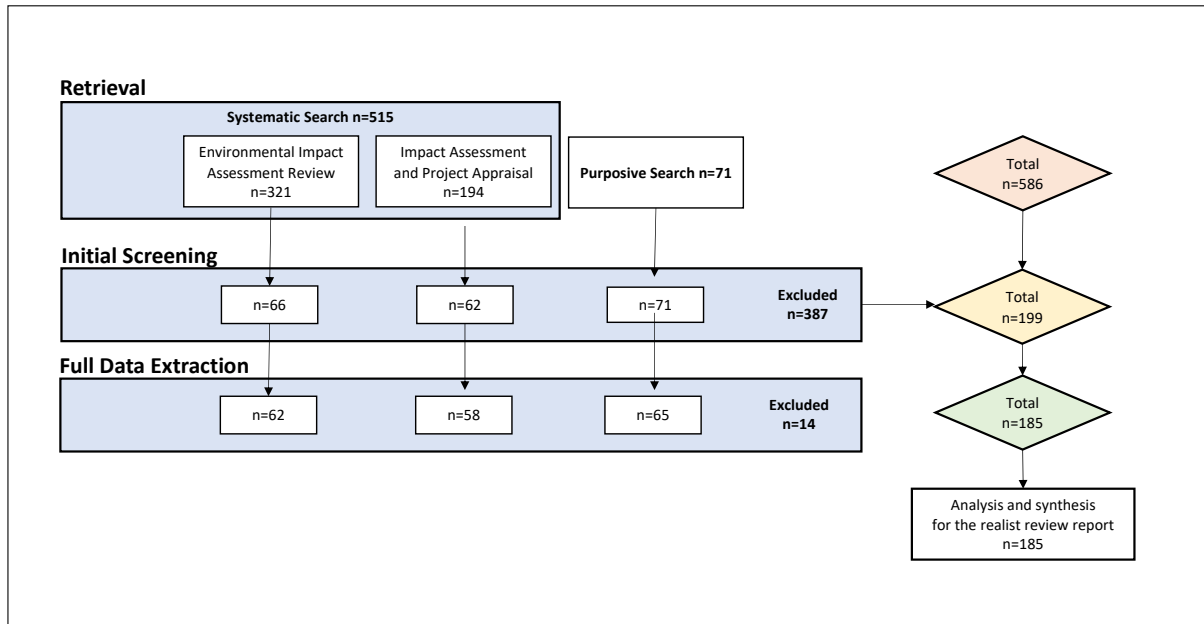 Retrieval
Systematic Search n=515
Environmental Impact
Assessment Review
n=321
Impact Assessment
and Project Appraisal
n=194
Purposive Search n=71
Total
n=586
Initial Screening
n=66
n=62
n=71
Excluded
n=387
Total
n=199
Full Data Extraction
n=62
n=58
n=65
Excluded
n=14
Total
n=185
Analysis and synthesis
for the realist review report
n=185